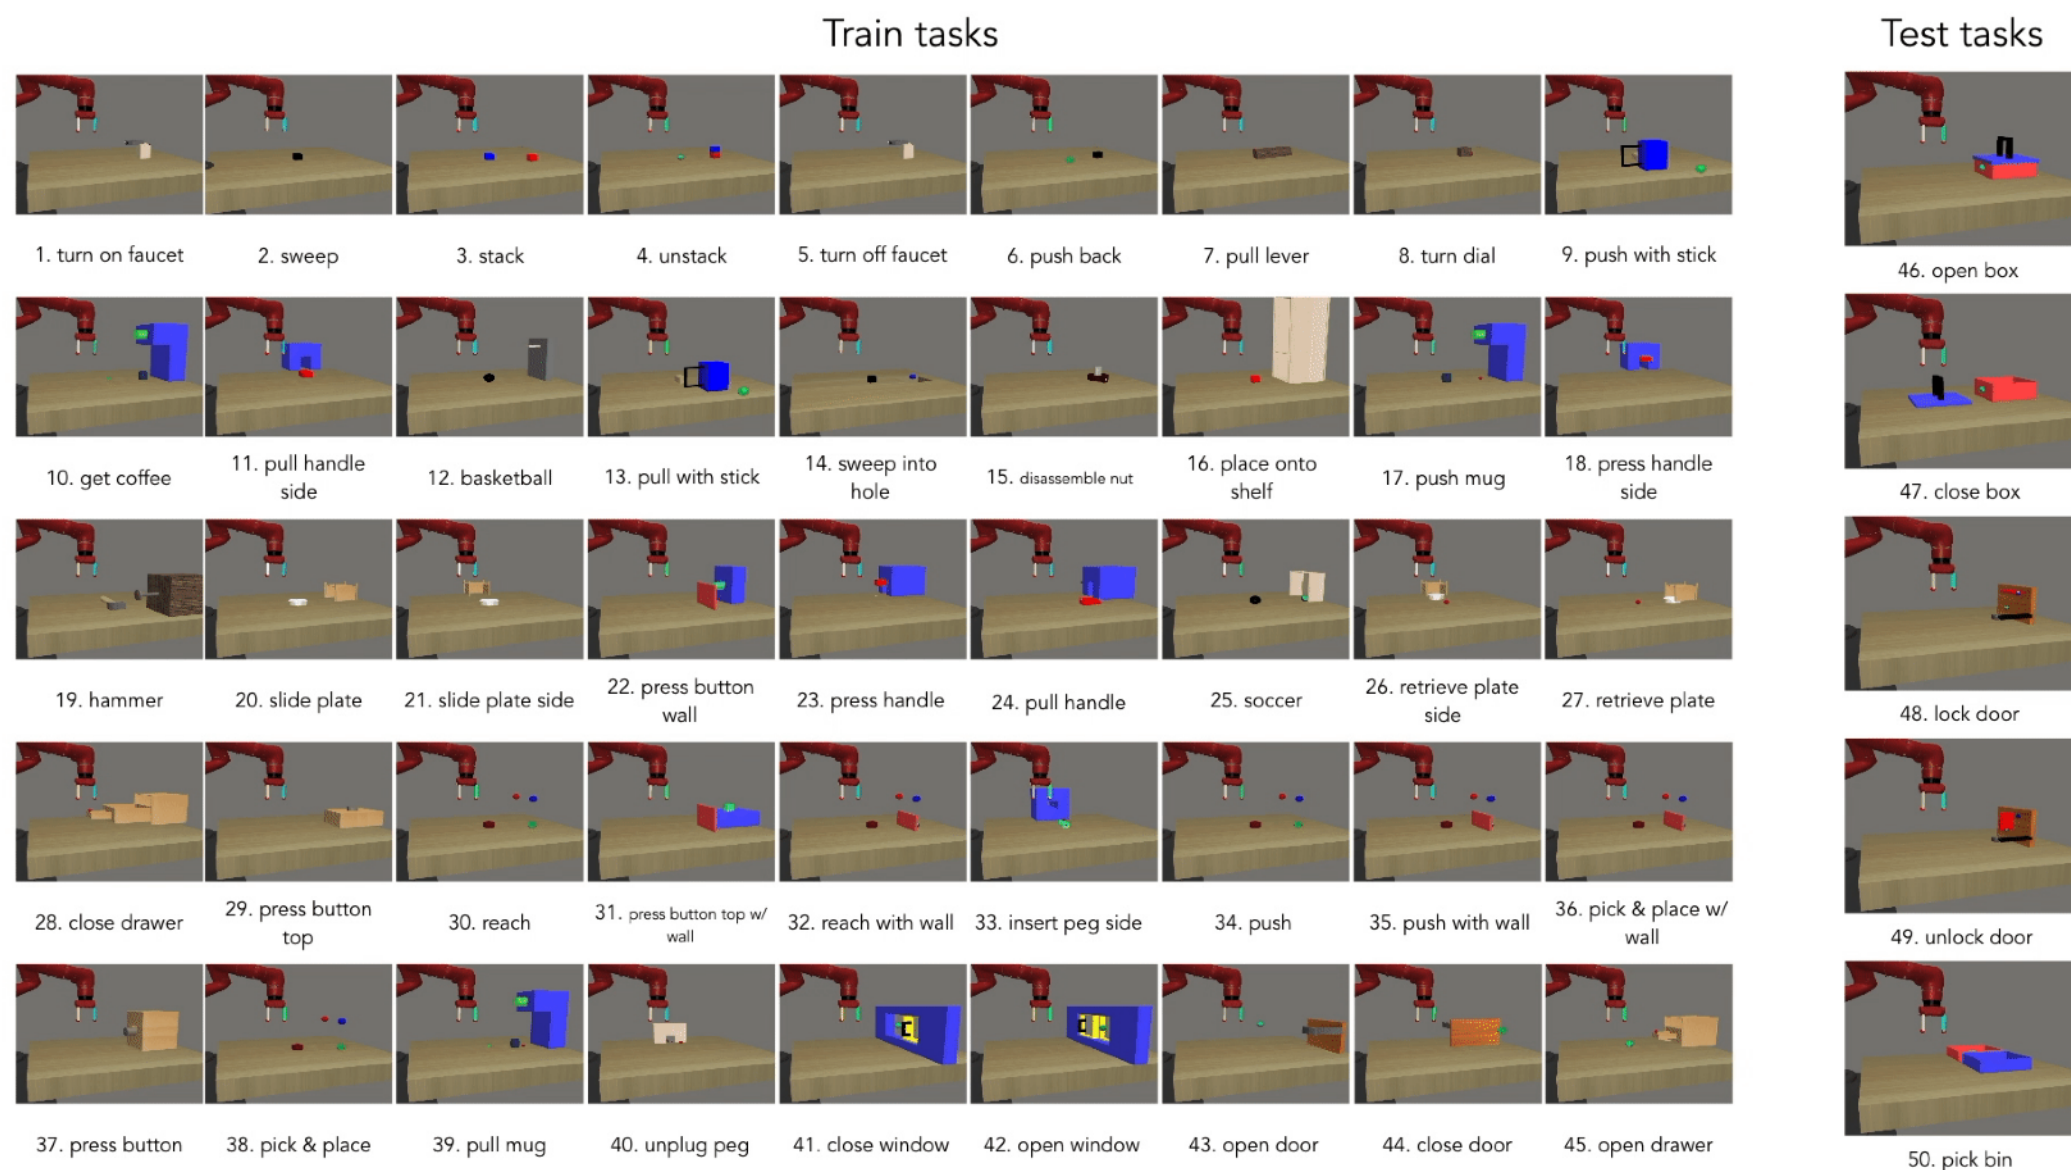 Train tasks
Test tasks
1. turn on faucet
2. sweep
3. stack
4. unstack
5. turn off faucet
6. push back
7. pull lever
8. turn dial
9. push with stick
46. open box
10. get coffee
11. pull handle
side
12. basketball
13. pull with stick
14. sweep into
hole
15. disassemble nut
16. place onto
shelf
17. push mug
18. press handle
side
47. close box
19. hammer
20. slide plate
21. slide plate side
22. press button
wall
23. press handle
24. pull handle
25. soccer
26. retrieve plate
side
27. retrieve plate
48. lock door
28. close drawer
29. press button
top
30. reach
31. press button top w/
wall
32. reach with wall
33. insert peg side
34. push
35. push with wall
36. pick & place w/
wall
49. unlock door
37. press button
38. pick & place
39. pull mug
40. unplug peg
41. close window
42. open window
43. open door
44. close door
45. open drawer
50. pick bin